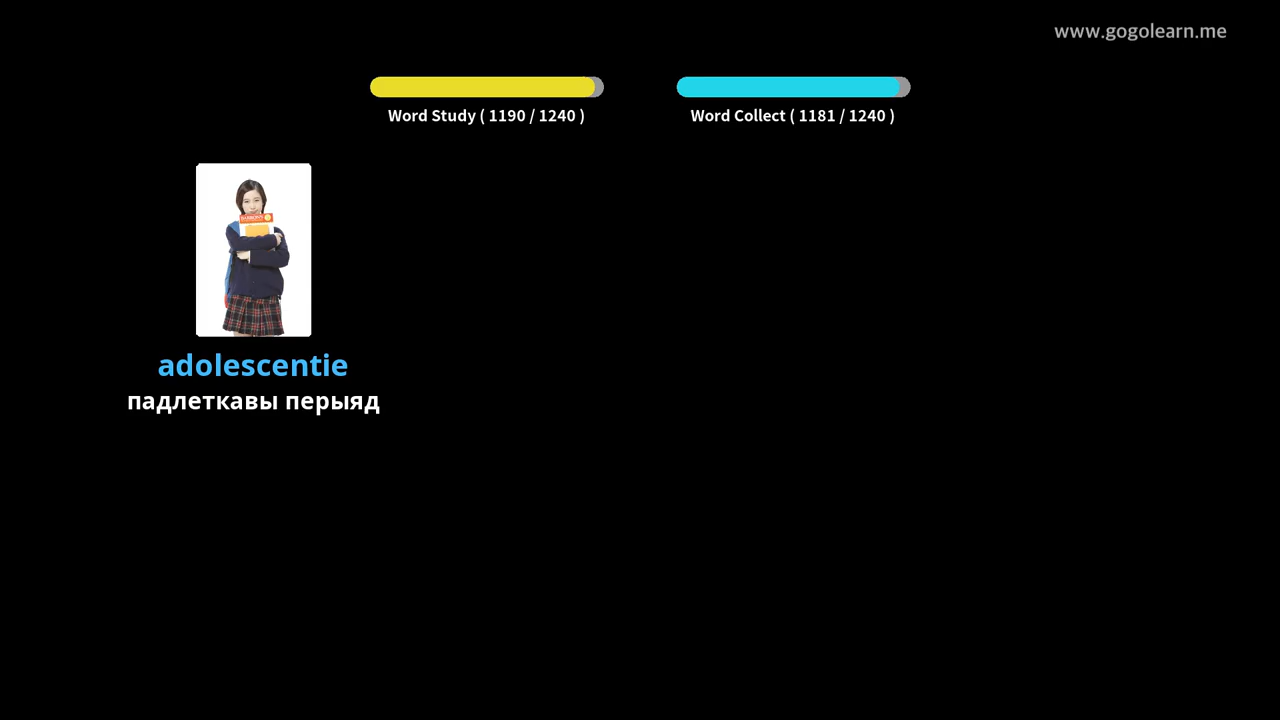 www.gogolearn.me
Word Study ( 1190 / 1240 )
Word Collect ( 1181 / 1240 )
adolescentie
падлеткавы перыяд